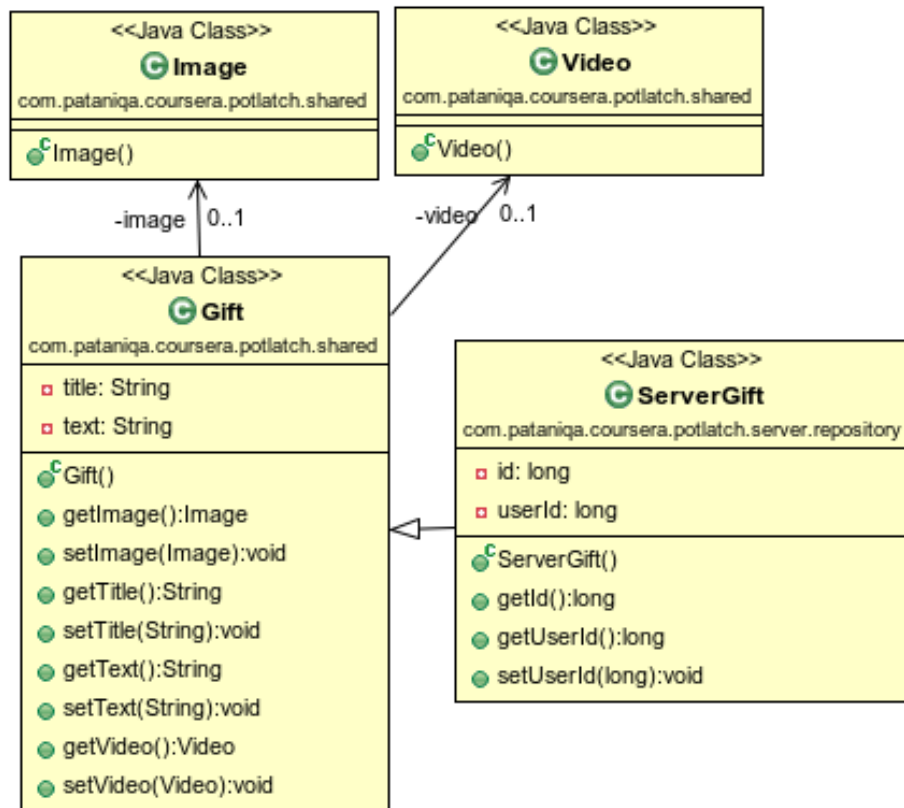 <<Java Class>>
Image
com.pataniqa.coursera.potlatch.shared
Image()
<<Java Class>>
Video
com.pataniqa.coursera.potlatch.shared
Video()
-image 0..1
-video 0..1
<<Java Class>>
Gift
com.pataniqa.coursera.potlatch.shared
title: String
text: String
Gift()
getImage():Image
setImage(Image):void
getTitle():String
setTitle(String):void
getText():String
setText(String):void
getVideo():Video
setVideo(Video):void
<<Java Class>>
ServerGift
com.pataniqa.coursera.potlatch.server.repository
id: long
userId: long
ServerGift()
getId():long
getUserId():long
setUserId(long):void